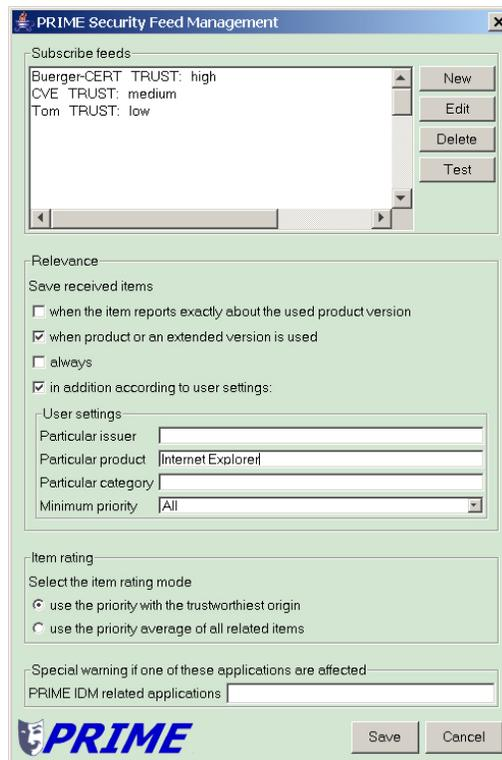 PRIME Security Feed Management
Subscribe feeds
Buerger-CERT TRUST: high
CVE TRUST: medium
Tom TRUST: low
New
Edit
Delete
Test
Relevance
Save received items
when the item reports exactly about the used product version
when product or an extended version is used
always
in addition according to user settings:
User settings
Particular issuer
Particular product Internet Explorer
Particular category
Minimum priority All
Item rating
Select the item rating mode
use the priority with the trustworthiest origin
use the priority average of all related items
Special warning if one of these applications are affected
PRIME IDM related applications
PRIME
Save
Cancel